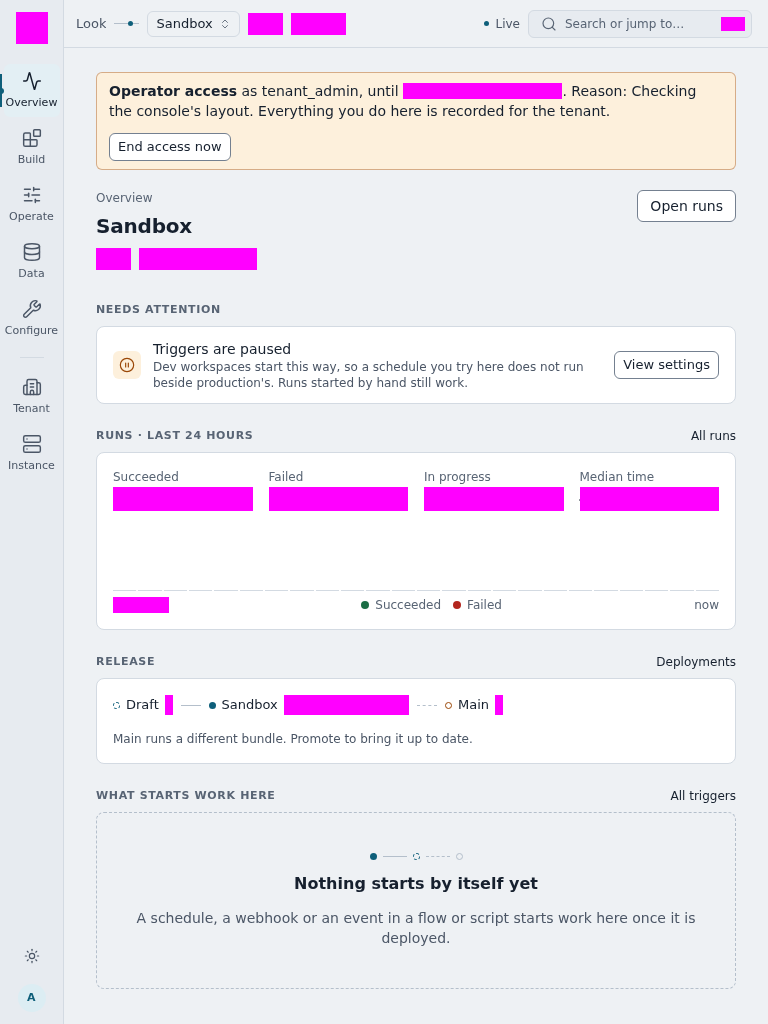 Look
Sandbox
Live
Search or jump to…
Overview
Build
Operate
Data
Configure
Tenant
Instance
A
Operator access as tenant_admin, until . Reason: Checking
the console's layout. Everything you do here is recorded for the tenant.
End access now
Overview
Sandbox
Open runs
NEEDS ATTENTION
Triggers are paused
Dev workspaces start this way, so a schedule you try here does not run
beside production's. Runs started by hand still work.
View settings
RUNS · LAST 24 HOURS
All runs
Succeeded Failed In progress Median time
Succeeded Failed now
RELEASE
Deployments
Draft Sandbox Main
Main runs a different bundle. Promote to bring it up to date.
WHAT STARTS WORK HERE
All triggers
Nothing starts by itself yet
A schedule, a webhook or an event in a flow or script starts work here once it is
deployed.